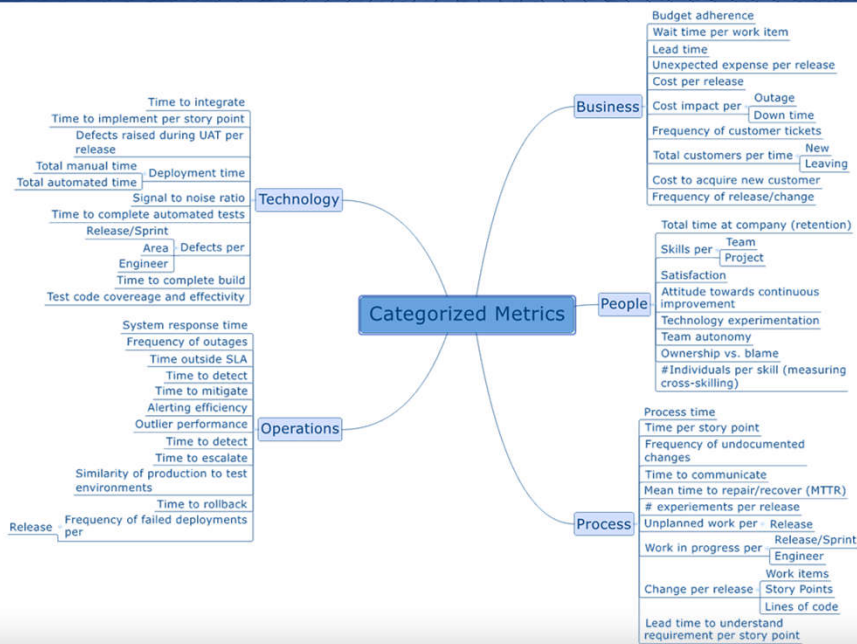 Categorized Metrics
Technology
Time to integrate
Time to implement per story point
Defects raised during UAT per
release
Deployment time
Total manual time
Total automated time
Signal to noise ratio
Time to complete automated tests
Defects per
Release/Sprint
Area
Engineer
Time to complete build
Test code covereage and effectivity
Operations
System response time
Frequency of outages
Time outside SLA
Time to detect
Time to mitigate
Alerting efficiency
Outlier performance
Time to detect
Time to escalate
Similarity of production to test
environments
Time to rollback
Frequency of failed deployments
per
Release
Business
Budget adherence
Wait time per work item
Lead time
Unexpected expense per release
Cost per release
Cost impact per
Outage
Down time
Frequency of customer tickets
Total customers per time
New
Leaving
Cost to acquire new customer
Frequency of release/change
People
Total time at company (retention)
Skills per
Team
Project
Satisfaction
Attitude towards continuous
improvement
Technology experimentation
Team autonomy
Ownership vs. blame
#Individuals per skill (measuring
cross-skilling)
Process
Process time
Time per story point
Frequency of undocumented
changes
Time to communicate
Mean time to repair/recover (MTTR)
# experiements per release
Unplanned work per
Release
Work in progress per
Release/Sprint
Engineer
Change per release
Work items
Story Points
Lines of code
Lead time to understand
requirement per story point